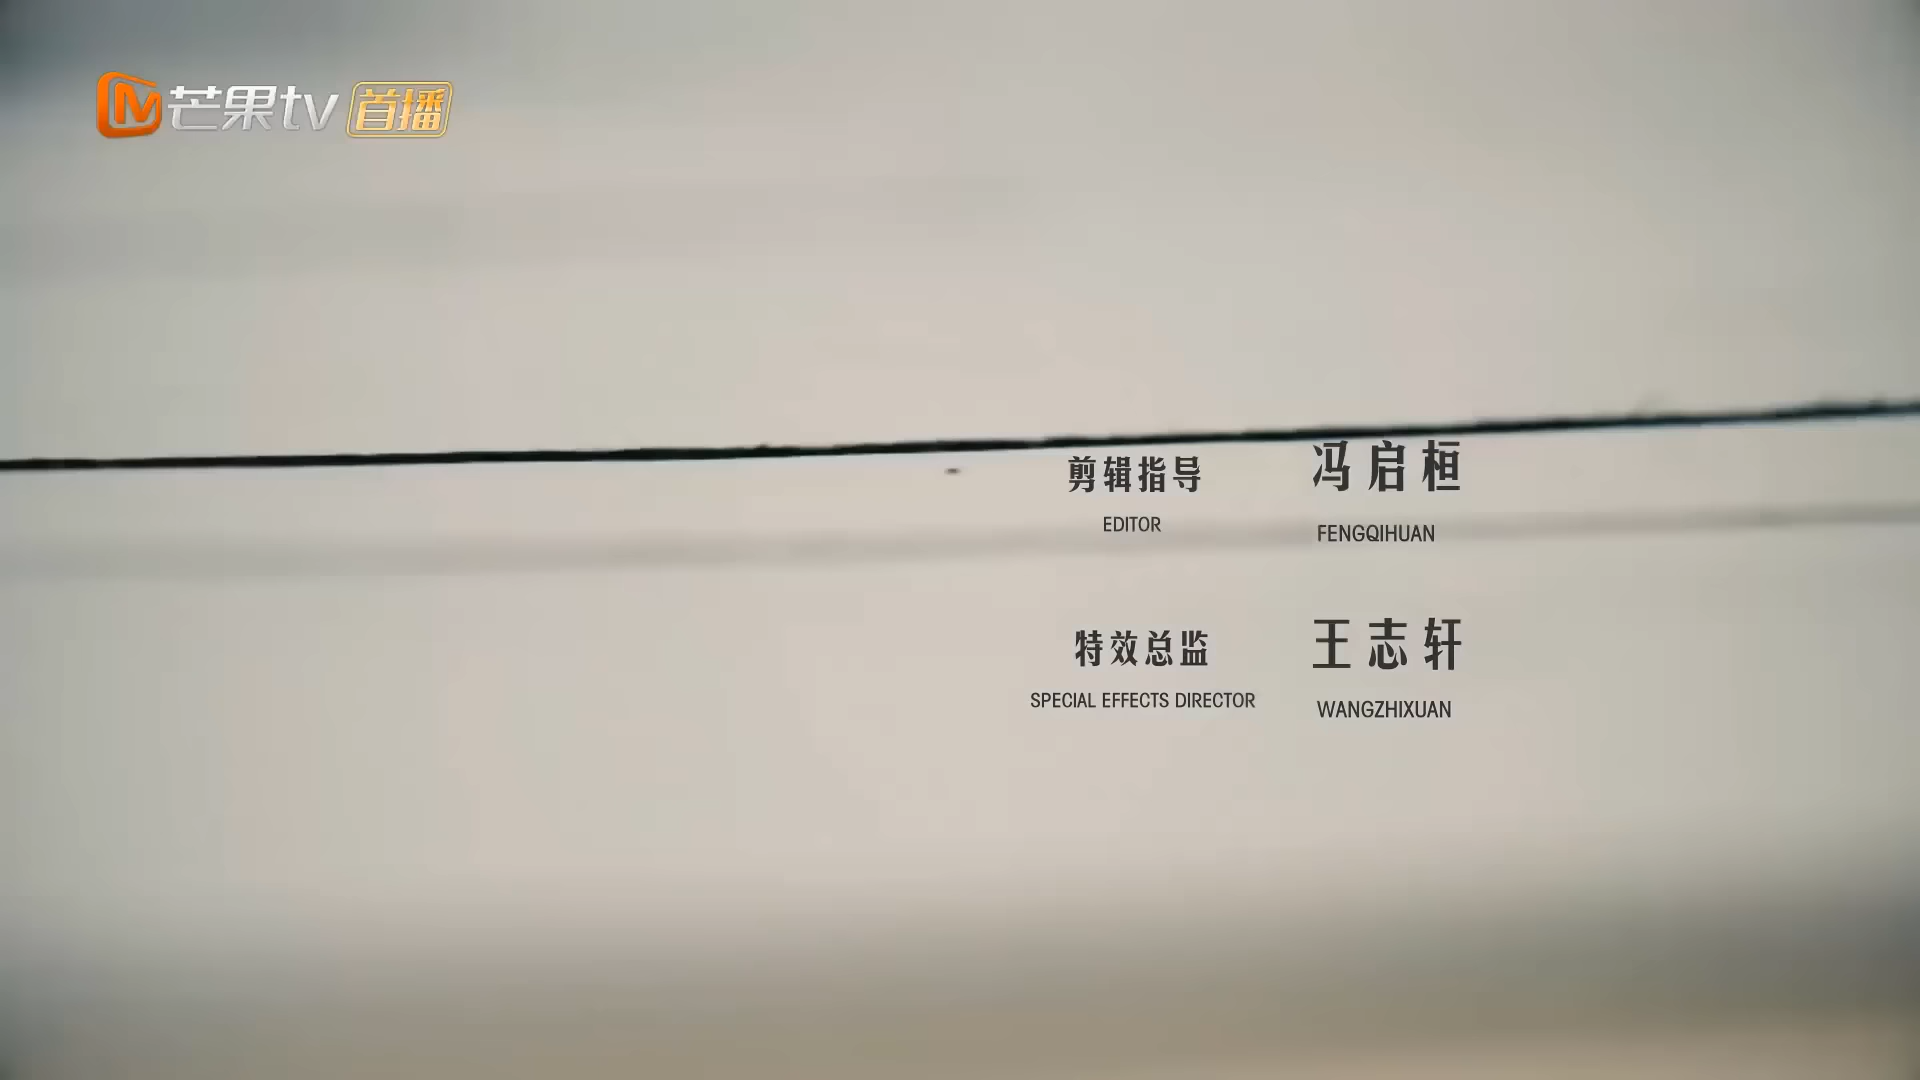 芒果tv 首播
剪辑指导 冯启桓
EDITOR FENGQIHUAN
特效总监 王志轩
SPECIAL EFFECTS DIRECTOR WANGZHIXUAN